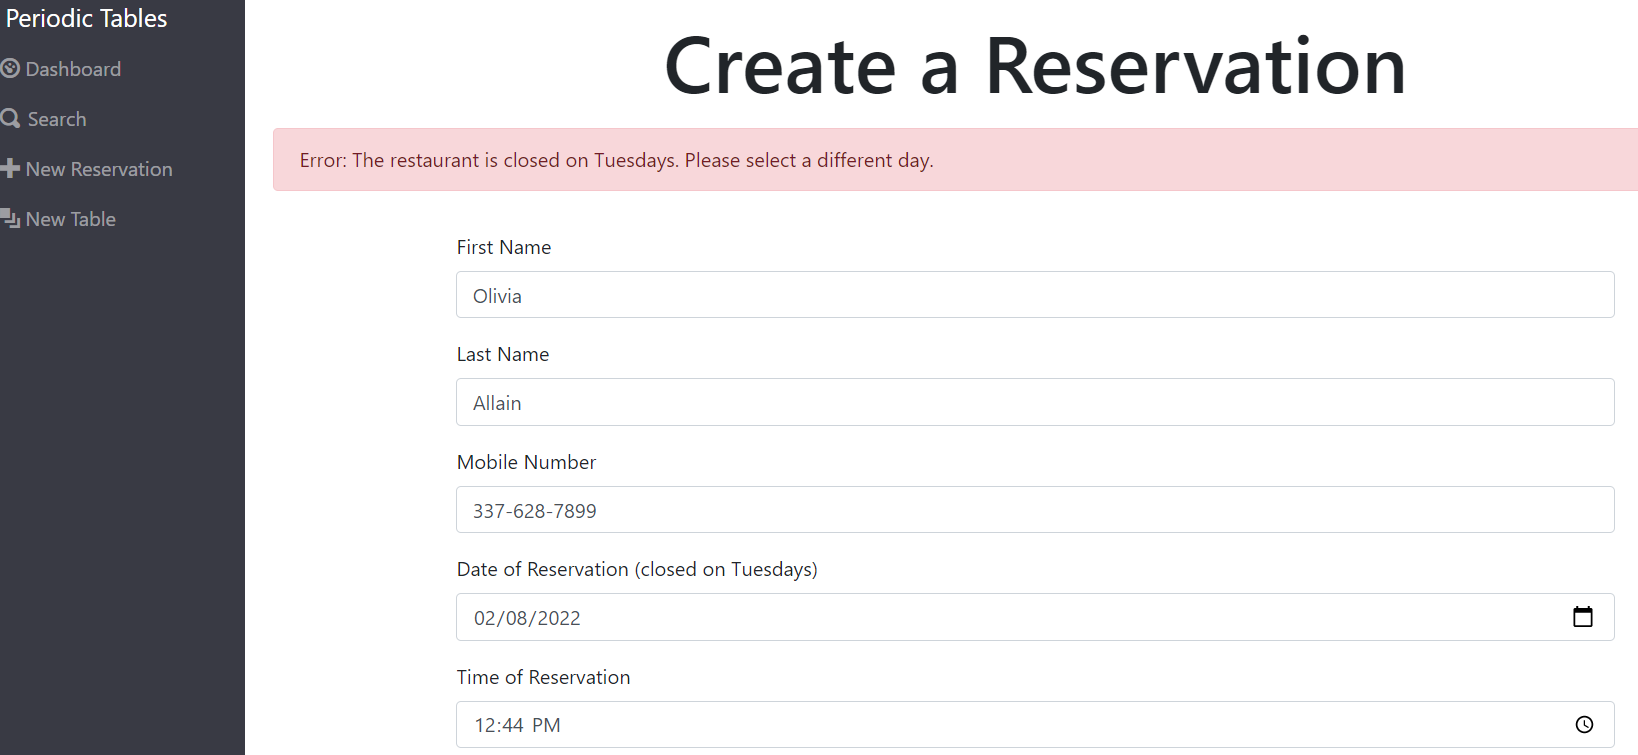 Periodic Tables
Dashboard
Search
New Reservation
New Table
Create a Reservation
Error: The restaurant is closed on Tuesdays. Please select a different day.
First Name
Olivia
Last Name
Allain
Mobile Number
337-628-7899
Date of Reservation (closed on Tuesdays)
02/08/2022
Time of Reservation
12:44 PM